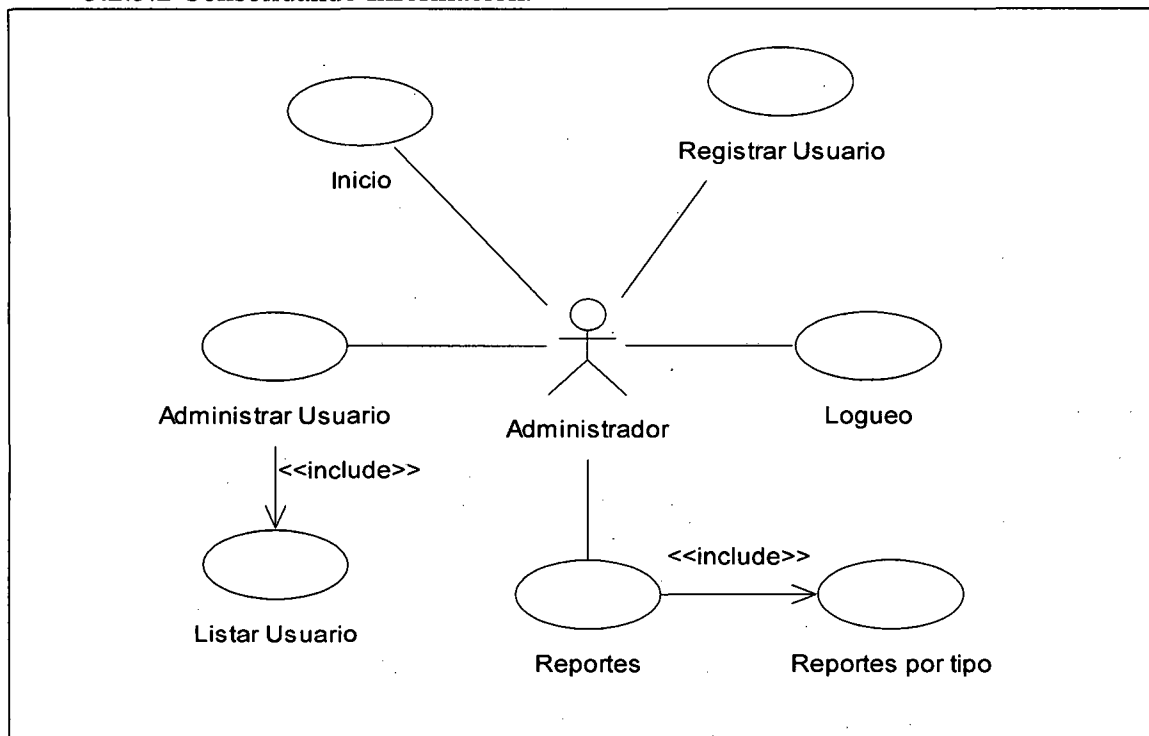 Registrar Usuario
Inicio
Administrar Usuario
Administrador
Logueo
<<include>>
Listar Usuario
<<include>>
Reportes
Reportes por tipo